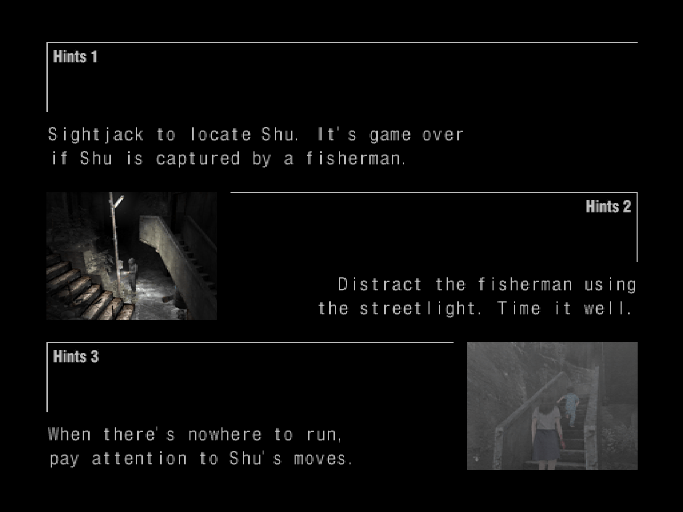 Hints 1
Sightjack to locate Shu. It's game over
if Shu is captured by a fisherman.
Hints 2
Distract the fisherman using
the streetlight. Time it well.
Hints 3
When there's nowhere to run,
pay attention to Shu's moves.